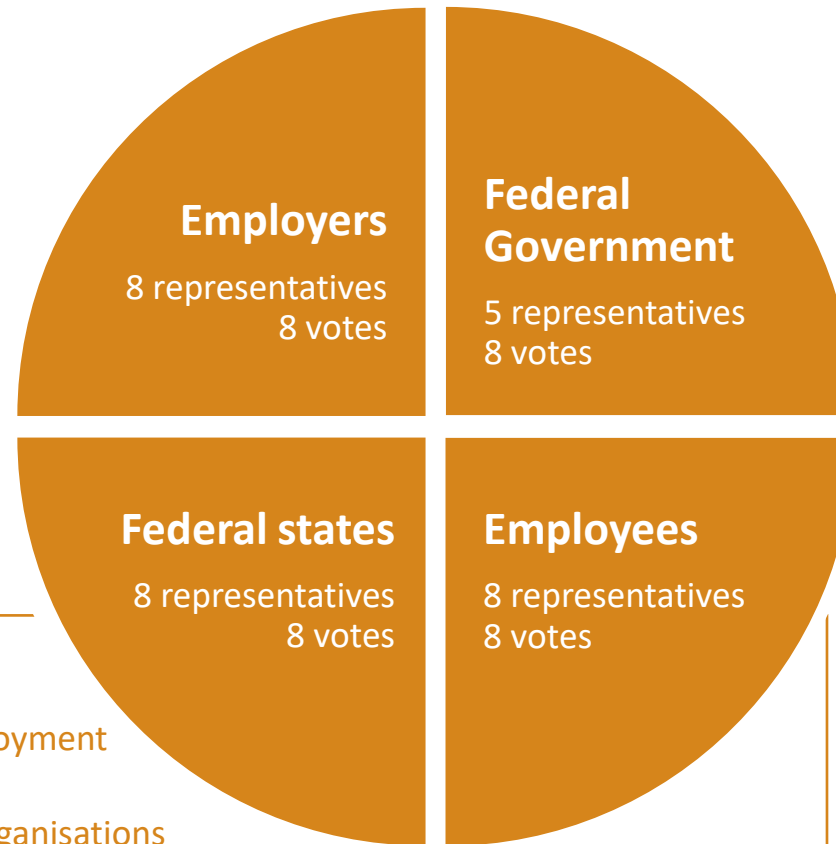 Employers
8 representatives
8 votes
Federal
Government
5 representatives
8 votes
Federal states
8 representatives
8 votes
Employees
8 representatives
8 votes